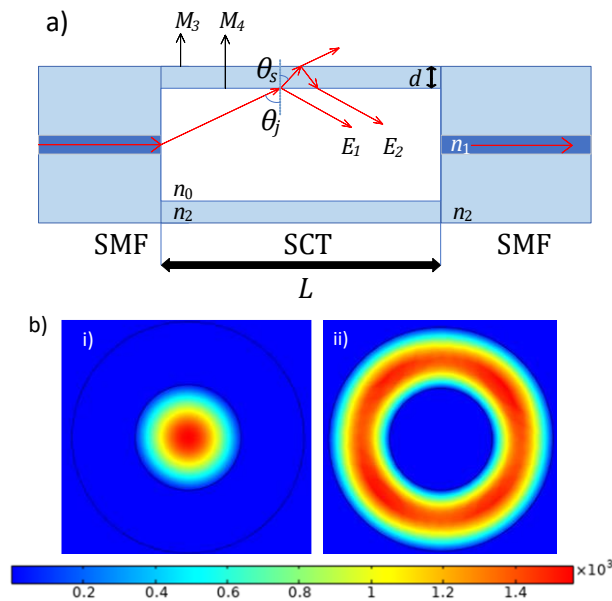 a)
M3 M4
θs
d
θj
E1 E2
n1
n0
n2 n2
SMF SCT SMF
L
b)
i) ii)
×10³
0.2 0.4 0.6 0.8 1 1.2 1.4